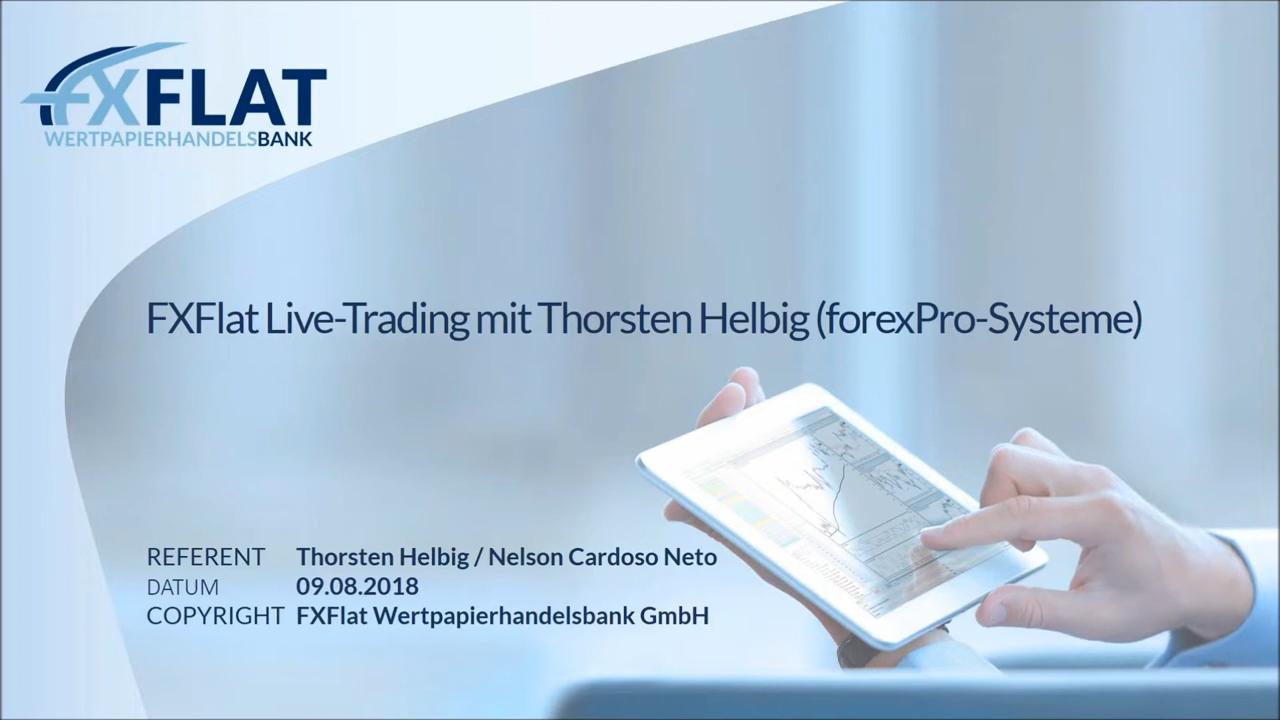 FXFLAT
WERTPAPIERHANDELSBANK
FXFlat Live-Trading mit Thorsten Helbig (forexPro-Systeme)
REFERENT Thorsten Helbig / Nelson Cardoso Neto
DATUM 09.08.2018
COPYRIGHT FXFlat Wertpapierhandelsbank GmbH